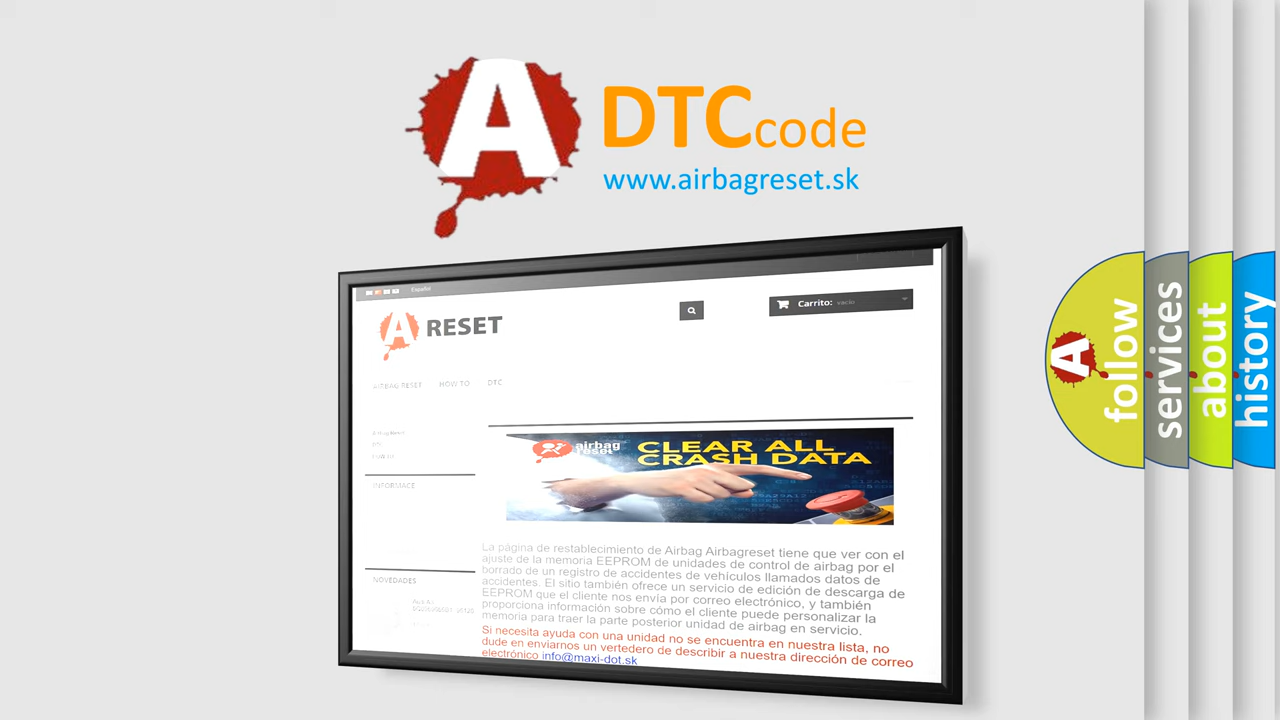 A
DTC code
www.airbagreset.sk
Español
A RESET
Carrito: vacío
AIRBAG RESET HOW TO DTC
Airbag Reset
INFORMACE
NOVEDADES
airbag
reset
CLEAR ALL
CRASH DATA
La página de restablecimiento de Airbag Airbagreset tiene que ver con el
ajuste de la memoria EEPROM de unidades de control de airbag por el
borrado de un registro de accidentes de vehículos llamados datos de
accidentes. El sitio también ofrece un servicio de edición de descarga de
EEPROM que el cliente nos envía por correo electrónico, y también
proporciona información sobre cómo el cliente puede personalizar la
memoria para traer la parte posterior unidad de airbag en servicio.
Si necesita ayuda con una unidad no se encuentra en nuestra lista, no
dude en enviarnos un vertedero de describir a nuestra dirección de correo
electrónico info@maxi-dot.sk
A
follow
services
about
history